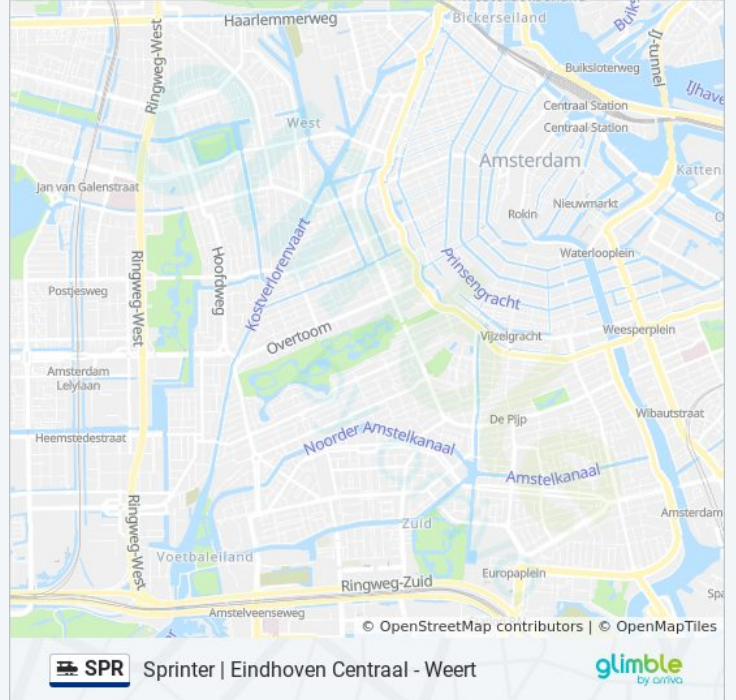 Haarlemmerweg
Bickerseiland
Ringweg-West
Buiks
IJ-tunnel
Buiksloterweg
IJhave
Centraal Station
Centraal Station
West
Amsterdam
Katten
Jan van Galenstraat
Nieuwmarkt
Rokin
Kostverlorenvaart
Hoofdweg
Ringweg-West
Prinsengracht
Waterlooplein
Postjesweg
Overtoom
Vijzelgracht
Weesperplein
Amsterdam
Lelylaan
De Pijp
Wibautstraat
Heemstedestraat
Noorder Amstelkanaal
Amstelkanaal
Ringweg-West
Zuid
Amsterdam
Voetbaleiland
Europaplein
Ringweg-Zuid
Spa
Amstelveenseweg
© OpenStreetMap contributors | © OpenMapTiles
SPR Sprinter | Eindhoven Centraal - Weert
glimble
by arriva